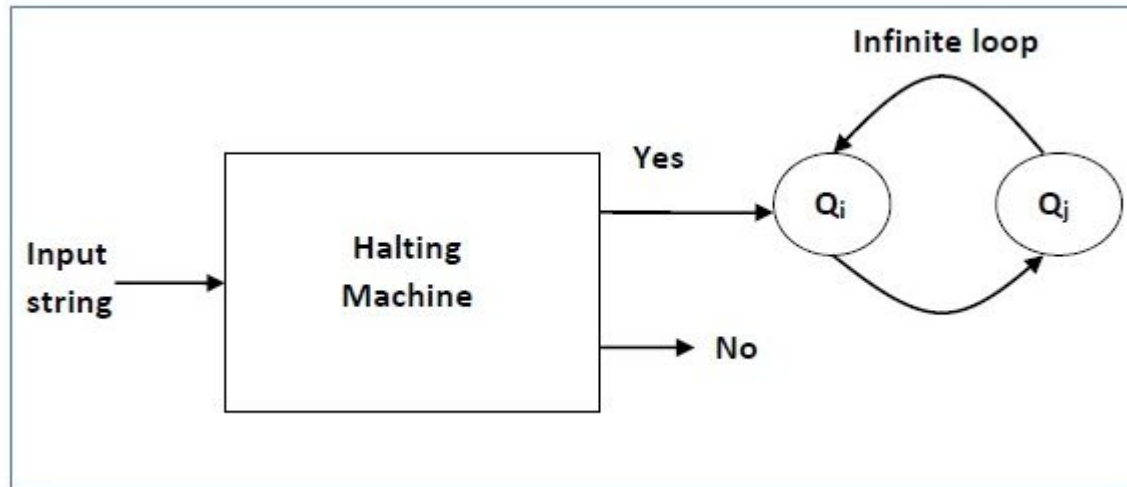 Infinite loop
Yes
Qi
Qj
Input
string
Halting
Machine
No